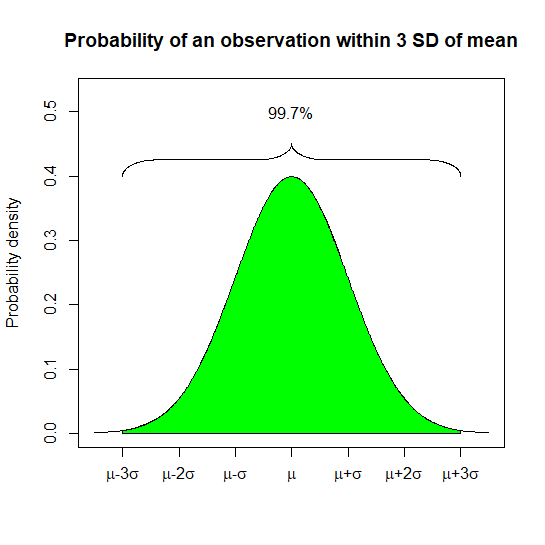 Probability of an observation within 3 SD of mean
99.7%
Probability density
0.5
0.4
0.3
0.2
0.1
0.0
μ-3σ μ-2σ μ-σ μ μ+σ μ+2σ μ+3σ